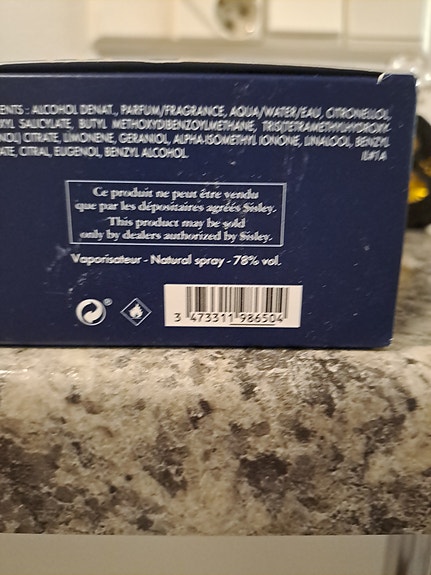 ENTS : ALCOHOL DENAT., PARFUM/FRAGRANCE, AQUA/WATER/EAU, CITRONELLOL,
XYL SALICYLATE, BUTYL METHOXYDIBENZOYLMETHANE, TRIS(TETRAMETHYLHYDROXY-
NOL) CITRATE, LIMONENE, GERANIOL, ALPHA-ISOMETHYL IONONE, LINALOOL, BENZYL
ATE, CITRAL, EUGENOL, BENZYL ALCOHOL. IL#1A
Ce produit ne peut être vendu
que par les dépositaires agréés Sisley.
This product may be sold
only by dealers authorized by Sisley.
Vaporisateur - Natural spray - 78% vol.
3 473311 986504